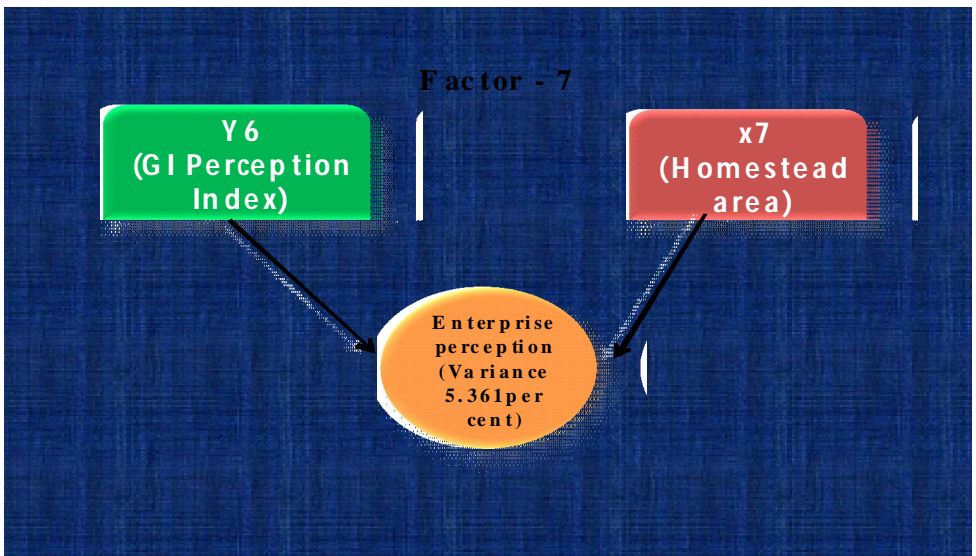 Factor - 7
Y6
(GI Perception
Index)
x7
(Homestead
area)
Enterprise
perception
(Variance
5.361per
cent)